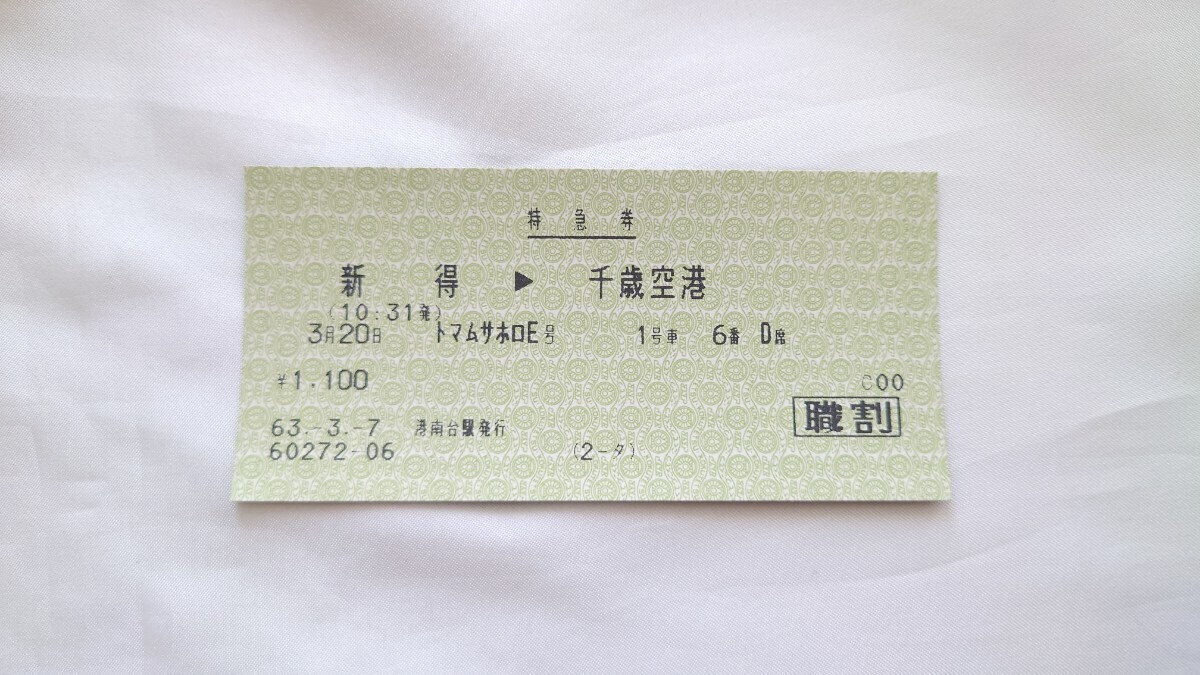 特急券
新得 ▶ 千歳空港
(10:31発)
3月20日 トマムサホロE号 1号車 6番 D席
¥1,100 C00
職割
63.-3.-7 港南台駅発行
60272-06 (2-タ)